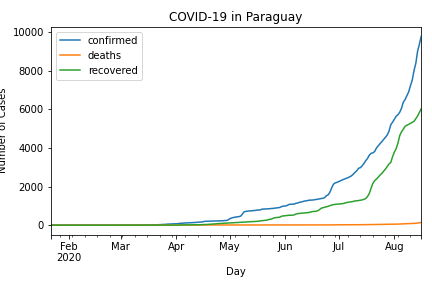 COVID-19 in Paraguay
confirmed
deaths
recovered
10000
8000
6000
4000
2000
0
Number of Cases
Feb
2020
Mar
Apr
May
Jun
Jul
Aug
Day